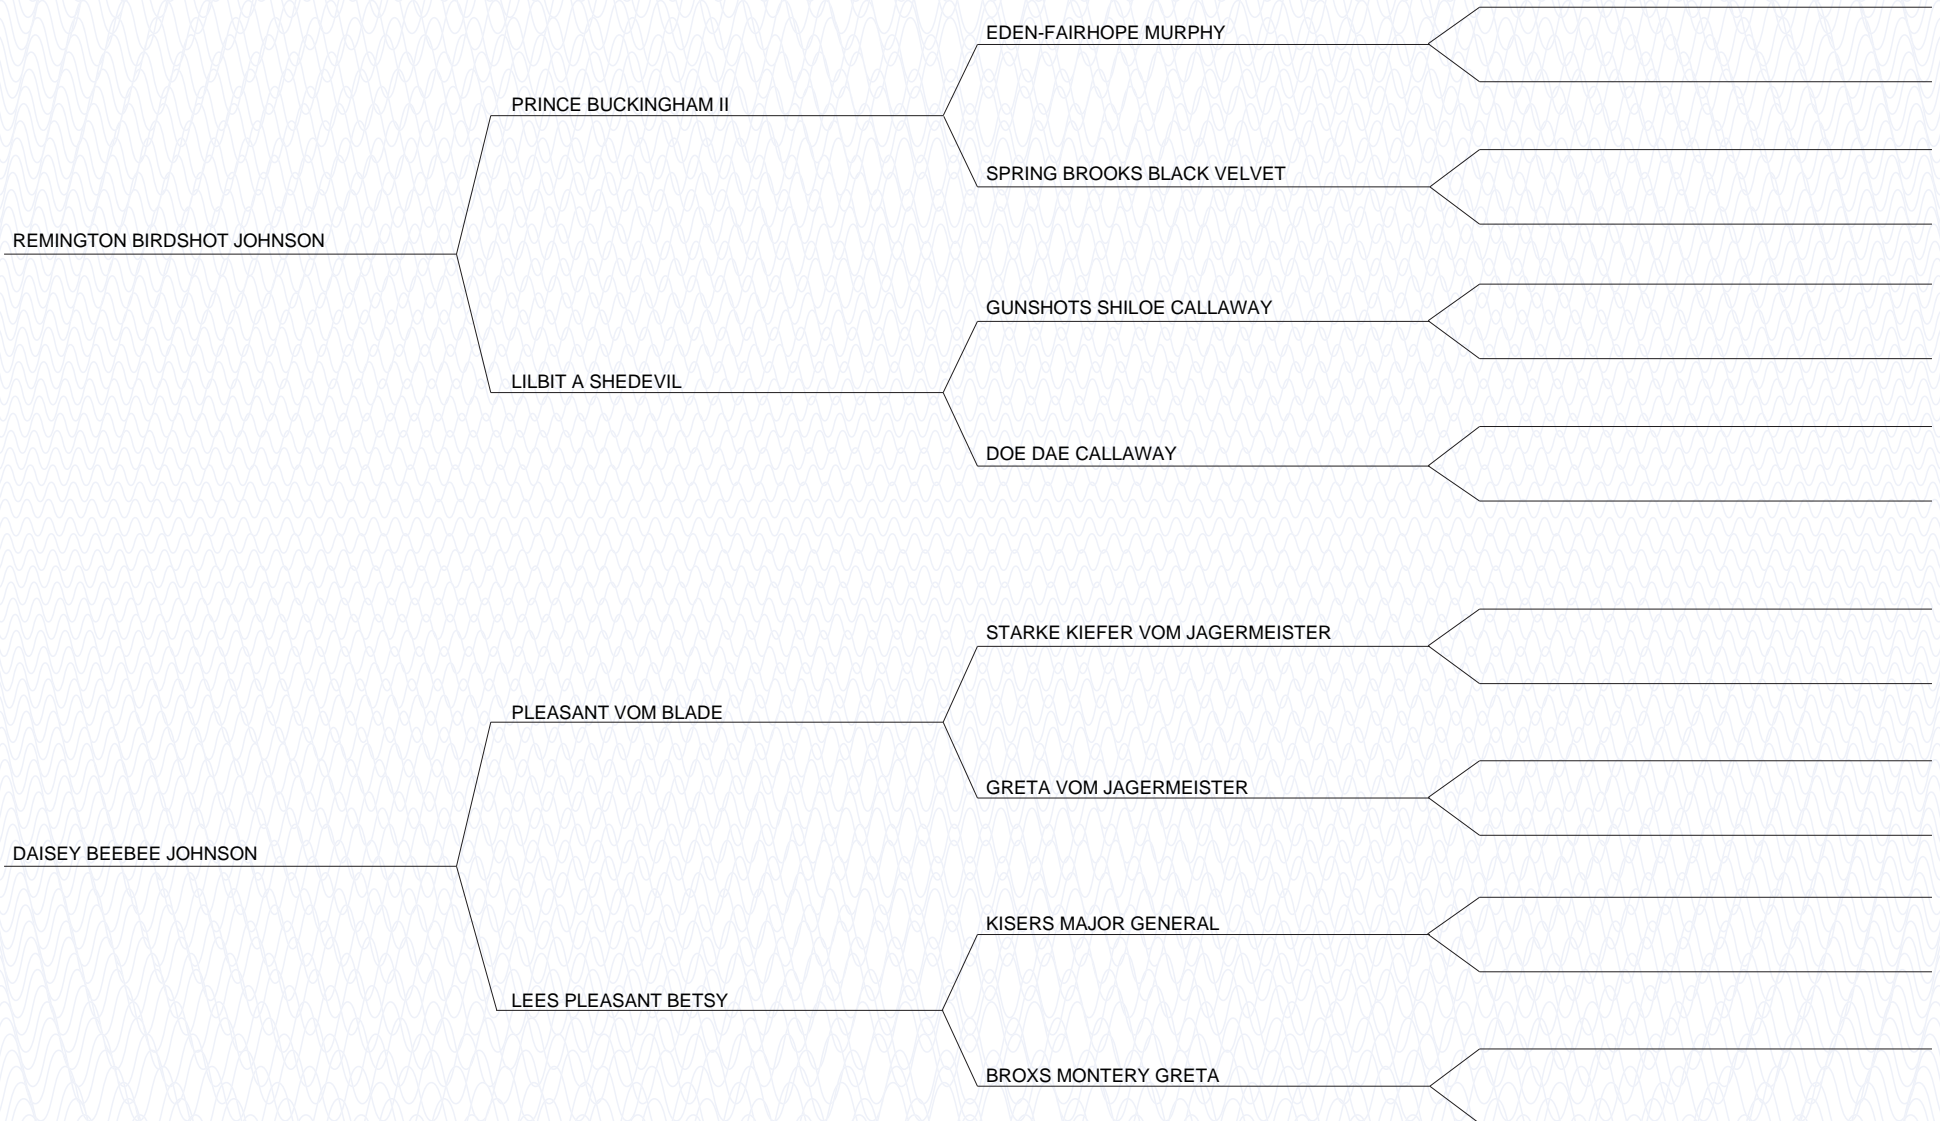 EDEN-FAIRHOPE MURPHY
PRINCE BUCKINGHAM II
SPRING BROOKS BLACK VELVET
REMINGTON BIRDSHOT JOHNSON
GUNSHOTS SHILOE CALLAWAY
LILBIT A SHEDEVIL
DOE DAE CALLAWAY
STARKE KIEFER VOM JAGERMEISTER
PLEASANT VOM BLADE
GRETA VOM JAGERMEISTER
DAISEY BEEBEE JOHNSON
KISERS MAJOR GENERAL
LEES PLEASANT BETSY
BROXS MONTERY GRETA